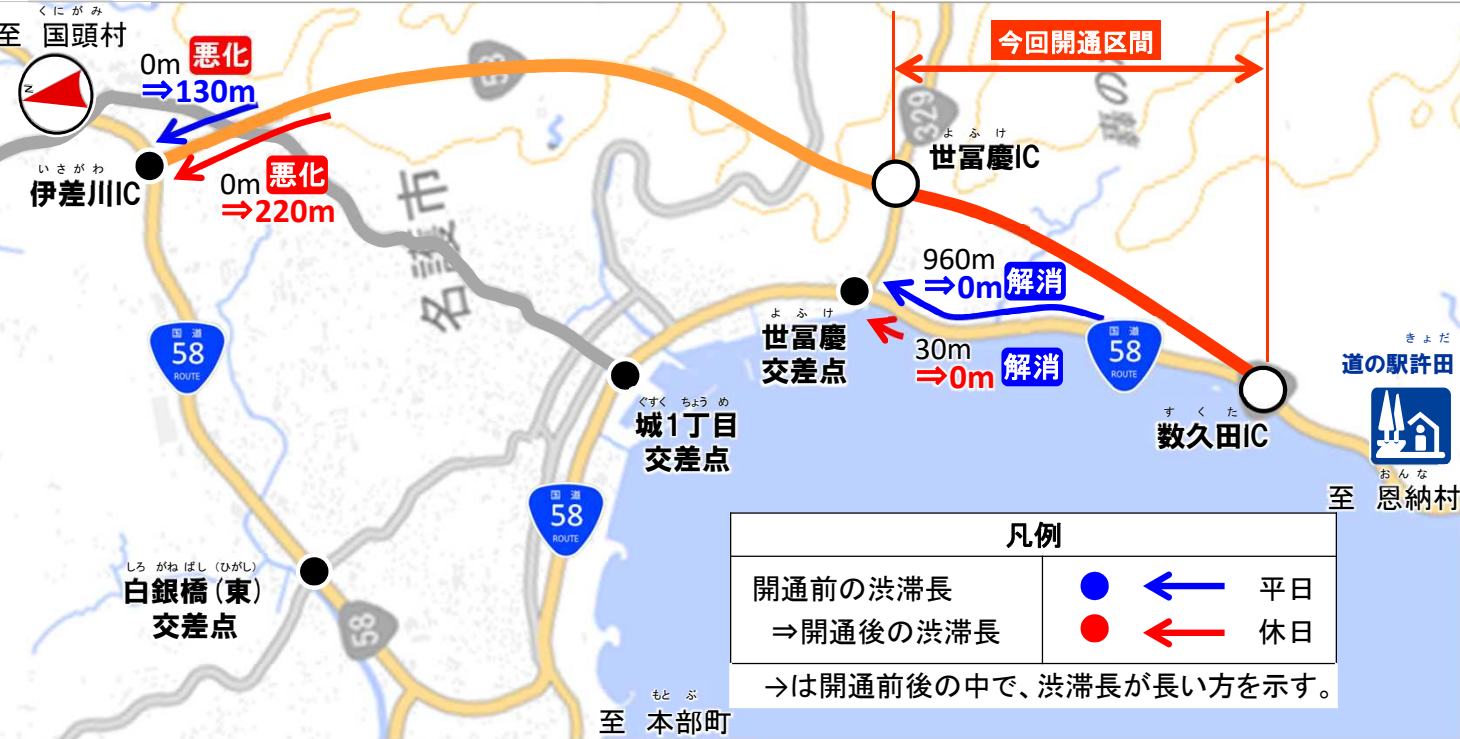 くにがみ
至 国頭村
N
0m 悪化
⇒130m
0m 悪化
⇒220m
いさがわ
伊差川IC
今回開通区間
329
よふけ
世冨慶IC
名護市
960m
⇒0m 解消
30m
⇒0m 解消
よふけ
世冨慶
交差点
国道
58
ROUTE
国道
58
ROUTE
国道
58
ROUTE
きょだ
道の駅許田
すくた
数久田IC
おんな
至 恩納村
ぐすく ちょうめ
城1丁目
交差点
しろがねばし(ひがし)
白銀橋(東)
交差点
58
もとぶ
至 本部町
凡例
開通前の渋滞長
⇒開通後の渋滞長
平日
休日
→は開通前後の中で、渋滞長が長い方を示す。